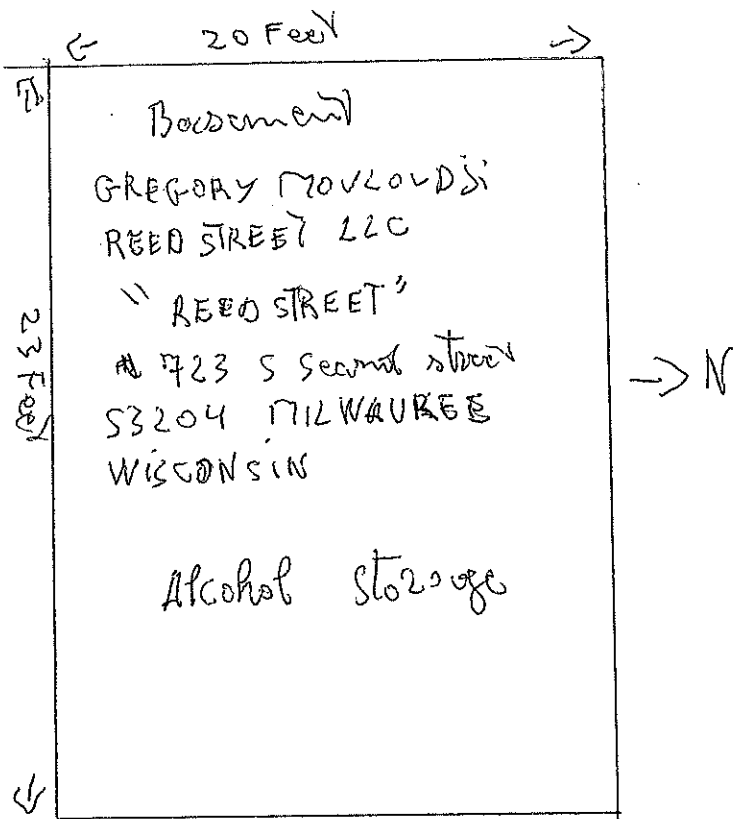 20 Feet
Basement
GREGORY MOULOUDJi
REED STREET LLC
"REED STREET"
723 S Second street
53204 MILWAUKEE
WISCONSIN
23 Feet
N
Alcohol Storage